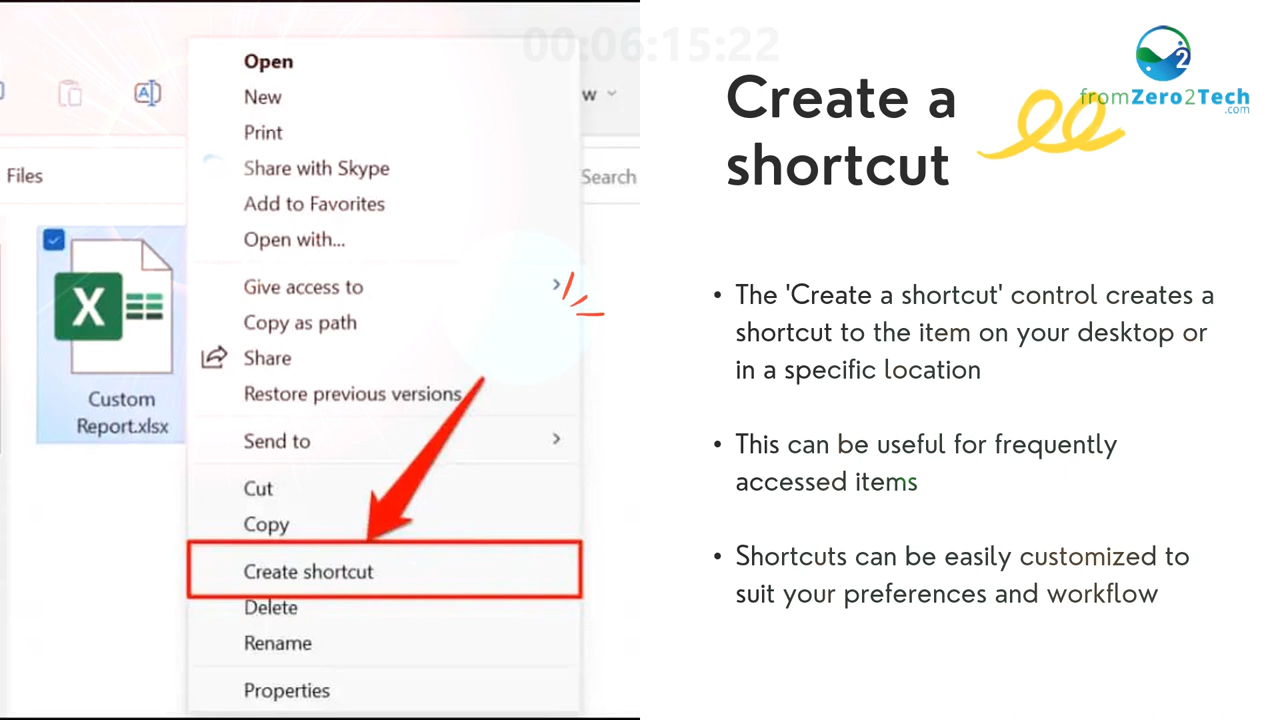 00:06:15:22
Open
New
Print
Share with Skype
Add to Favorites
Open with...
Give access to
Copy as path
Share
Restore previous versions
Send to
Cut
Copy
Create shortcut
Delete
Rename
Properties
w
Files
Search
X
Custom
Report.xlsx
A
Create a
shortcut
2
fromZero2Tech
.com
• The 'Create a shortcut' control creates a
shortcut to the item on your desktop or
in a specific location
• This can be useful for frequently
accessed items
• Shortcuts can be easily customized to
suit your preferences and workflow